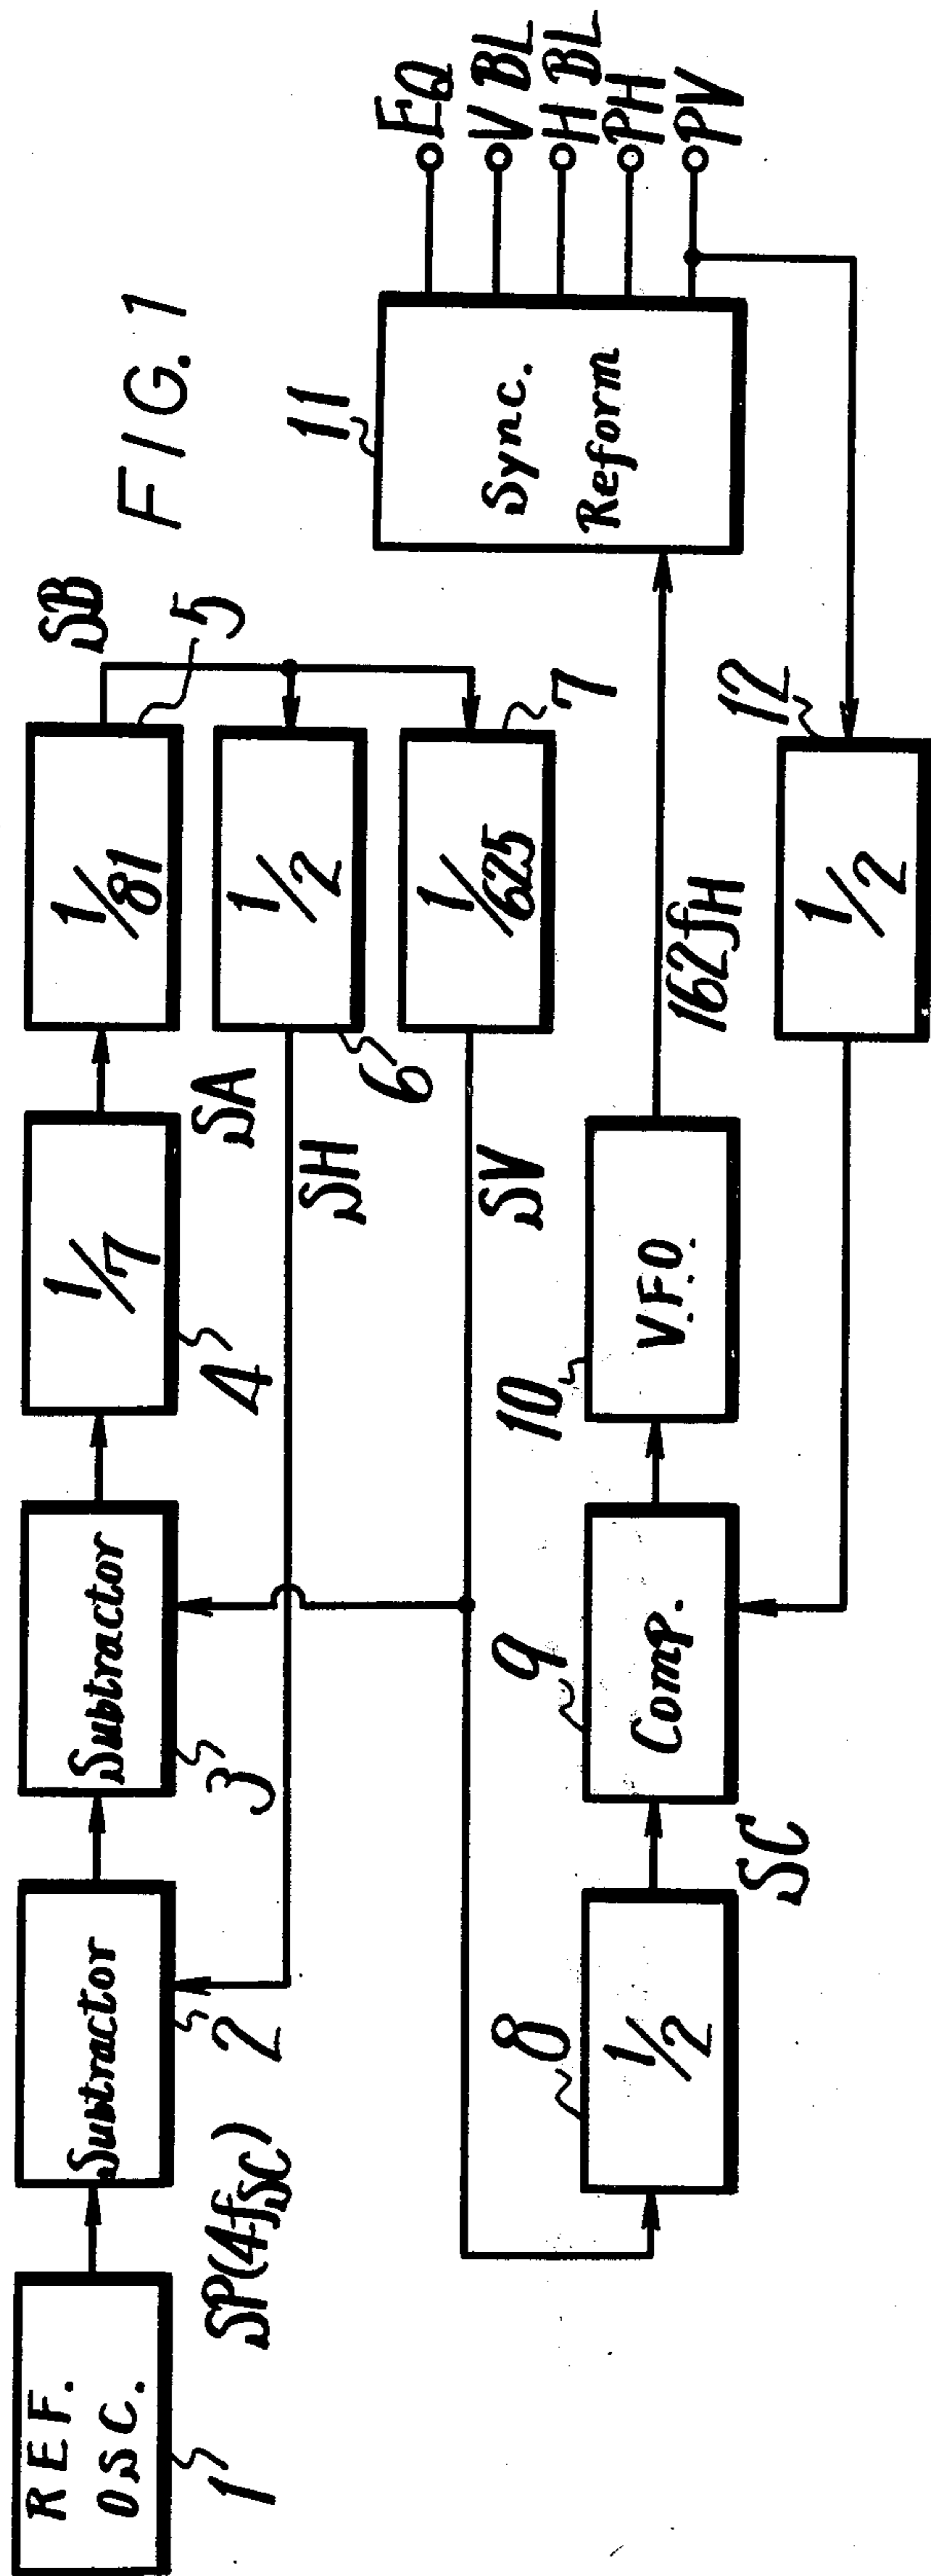 FIG. 1
REF.
OSC.
1
SP(4fSC)
Subtractor
2
Subtractor
3
1/7
4
SA
1/81
5
SB
1/2
6
SH
1/625
7
SV
1/2
8
SC
Comp.
9
V.F.O.
10
162fH
Sync.
Reform
11
EQ
V BL
H BL
PH
PV
1/2
12